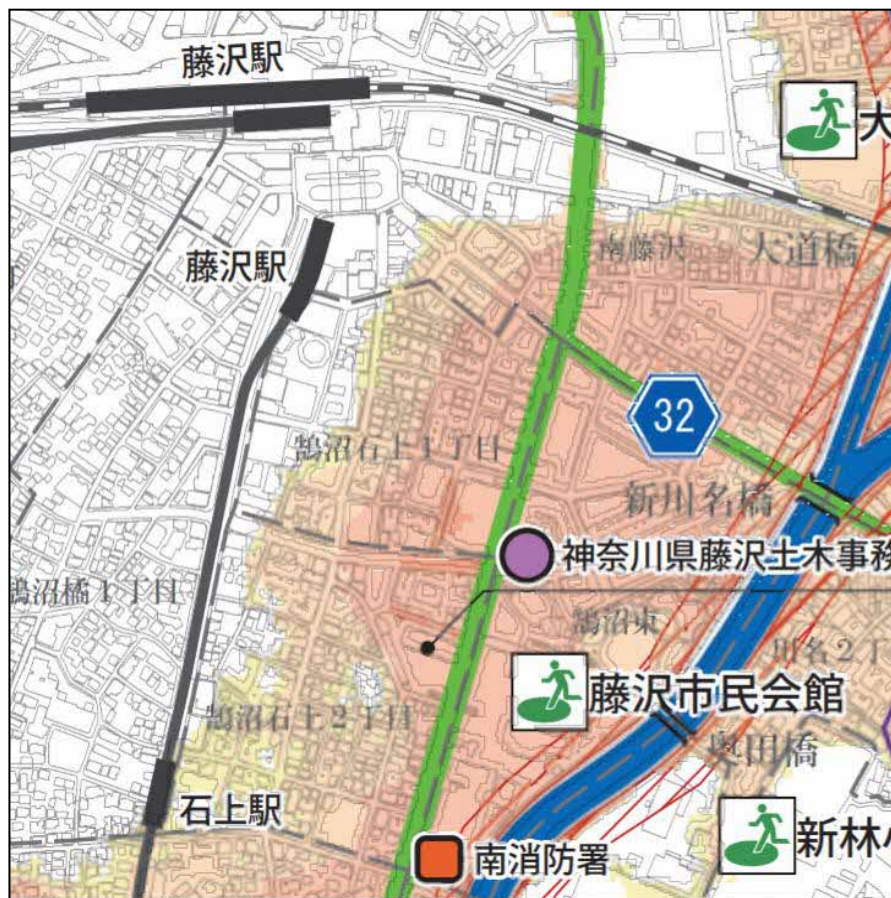 藤沢駅
大
藤沢駅
南藤沢
大道橋
32
鵠沼石上1丁目
新川名橋
神奈川県藤沢土木事務
鵠沼橋1丁目
鵠沼東
川名2丁
藤沢市民会館
鵠沼石上2丁目
奥田橋
石上駅
新林小
南消防署